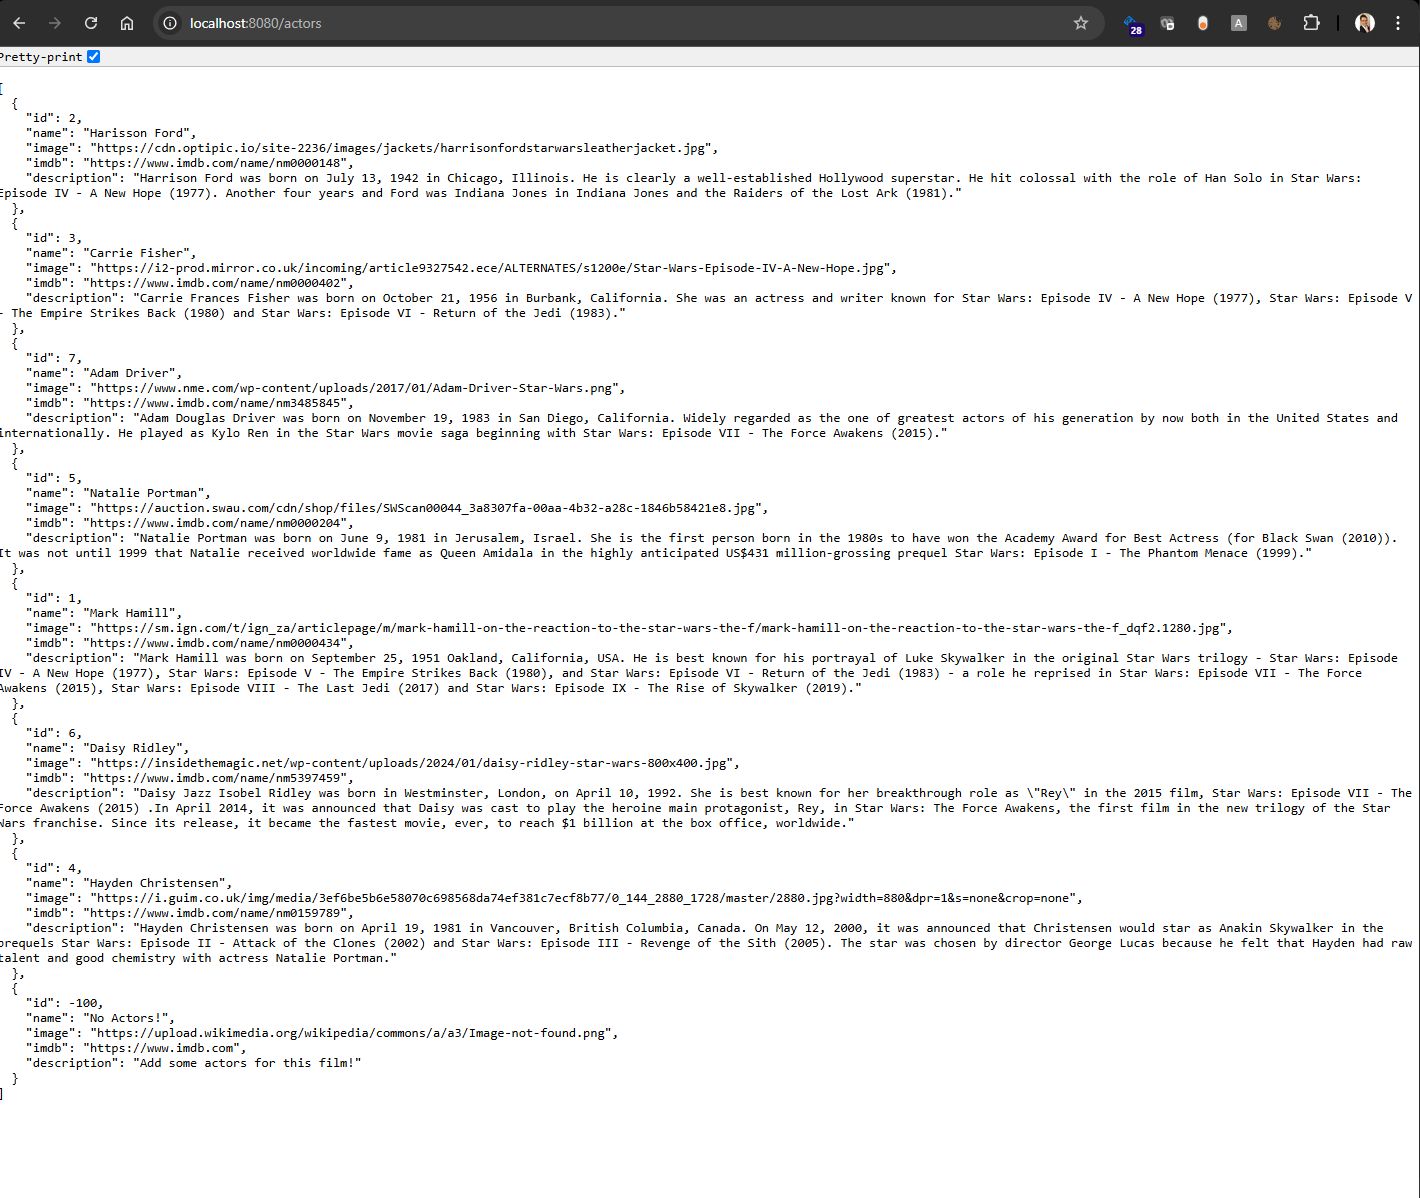 localhost:8080/actors
28
A
Pretty-print
[
{
"id": 2,
"name": "Harisson Ford",
"image": "https://cdn.optipic.io/site-2236/images/jackets/harrisonfordstarwarsleatherjacket.jpg",
"imdb": "https://www.imdb.com/name/nm0000148",
"description": "Harrison Ford was born on July 13, 1942 in Chicago, Illinois. He is clearly a well-established Hollywood superstar. He hit colossal with the role of Han Solo in Star Wars:
Episode IV - A New Hope (1977). Another four years and Ford was Indiana Jones in Indiana Jones and the Raiders of the Lost Ark (1981)."
},
{
"id": 3,
"name": "Carrie Fisher",
"image": "https://i2-prod.mirror.co.uk/incoming/article9327542.ece/ALTERNATES/s1200e/Star-Wars-Episode-IV-A-New-Hope.jpg",
"imdb": "https://www.imdb.com/name/nm0000402",
"description": "Carrie Frances Fisher was born on October 21, 1956 in Burbank, California. She was an actress and writer known for Star Wars: Episode IV - A New Hope (1977), Star Wars: Episode V
- The Empire Strikes Back (1980) and Star Wars: Episode VI - Return of the Jedi (1983)."
},
{
"id": 7,
"name": "Adam Driver",
"image": "https://www.nme.com/wp-content/uploads/2017/01/Adam-Driver-Star-Wars.png",
"imdb": "https://www.imdb.com/name/nm3485845",
"description": "Adam Douglas Driver was born on November 19, 1983 in San Diego, California. Widely regarded as the one of greatest actors of his generation by now both in the United States and
internationally. He played as Kylo Ren in the Star Wars movie saga beginning with Star Wars: Episode VII - The Force Awakens (2015)."
},
{
"id": 5,
"name": "Natalie Portman",
"image": "https://auction.swau.com/cdn/shop/files/SWScan00044_3a8307fa-00aa-4b32-a28c-1846b58421e8.jpg",
"imdb": "https://www.imdb.com/name/nm0000204",
"description": "Natalie Portman was born on June 9, 1981 in Jerusalem, Israel. She is the first person born in the 1980s to have won the Academy Award for Best Actress (for Black Swan (2010)).
It was not until 1999 that Natalie received worldwide fame as Queen Amidala in the highly anticipated US$431 million-grossing prequel Star Wars: Episode I - The Phantom Menace (1999)."
},
{
"id": 1,
"name": "Mark Hamill",
"image": "https://sm.ign.com/t/ign_za/articlepage/m/mark-hamill-on-the-reaction-to-the-star-wars-the-f/mark-hamill-on-the-reaction-to-the-star-wars-the-f_dqf2.1280.jpg",
"imdb": "https://www.imdb.com/name/nm0000434",
"description": "Mark Hamill was born on September 25, 1951 Oakland, California, USA. He is best known for his portrayal of Luke Skywalker in the original Star Wars trilogy - Star Wars: Episode
IV - A New Hope (1977), Star Wars: Episode V - The Empire Strikes Back (1980), and Star Wars: Episode VI - Return of the Jedi (1983) - a role he reprised in Star Wars: Episode VII - The Force
Awakens (2015), Star Wars: Episode VIII - The Last Jedi (2017) and Star Wars: Episode IX - The Rise of Skywalker (2019)."
},
{
"id": 6,
"name": "Daisy Ridley",
"image": "https://insidethemagic.net/wp-content/uploads/2024/01/daisy-ridley-star-wars-800x400.jpg",
"imdb": "https://www.imdb.com/name/nm5397459",
"description": "Daisy Jazz Isobel Ridley was born in Westminster, London, on April 10, 1992. She is best known for her breakthrough role as \"Rey\" in the 2015 film, Star Wars: Episode VII - The
Force Awakens (2015) .In April 2014, it was announced that Daisy was cast to play the heroine main protagonist, Rey, in Star Wars: The Force Awakens, the first film in the new trilogy of the Star
Wars franchise. Since its release, it became the fastest movie, ever, to reach $1 billion at the box office, worldwide."
},
{
"id": 4,
"name": "Hayden Christensen",
"image": "https://i.guim.co.uk/img/media/3ef6be5b6e58070c698568da74ef381c7ecf8b77/0_144_2880_1728/master/2880.jpg?width=880&dpr=1&s=none&crop=none",
"imdb": "https://www.imdb.com/name/nm0159789",
"description": "Hayden Christensen was born on April 19, 1981 in Vancouver, British Columbia, Canada. On May 12, 2000, it was announced that Christensen would star as Anakin Skywalker in the
prequels Star Wars: Episode II - Attack of the Clones (2002) and Star Wars: Episode III - Revenge of the Sith (2005). The star was chosen by director George Lucas because he felt that Hayden had raw
talent and good chemistry with actress Natalie Portman."
},
{
"id": -100,
"name": "No Actors!",
"image": "https://upload.wikimedia.org/wikipedia/commons/a/a3/Image-not-found.png",
"imdb": "https://www.imdb.com",
"description": "Add some actors for this film!"
}
]